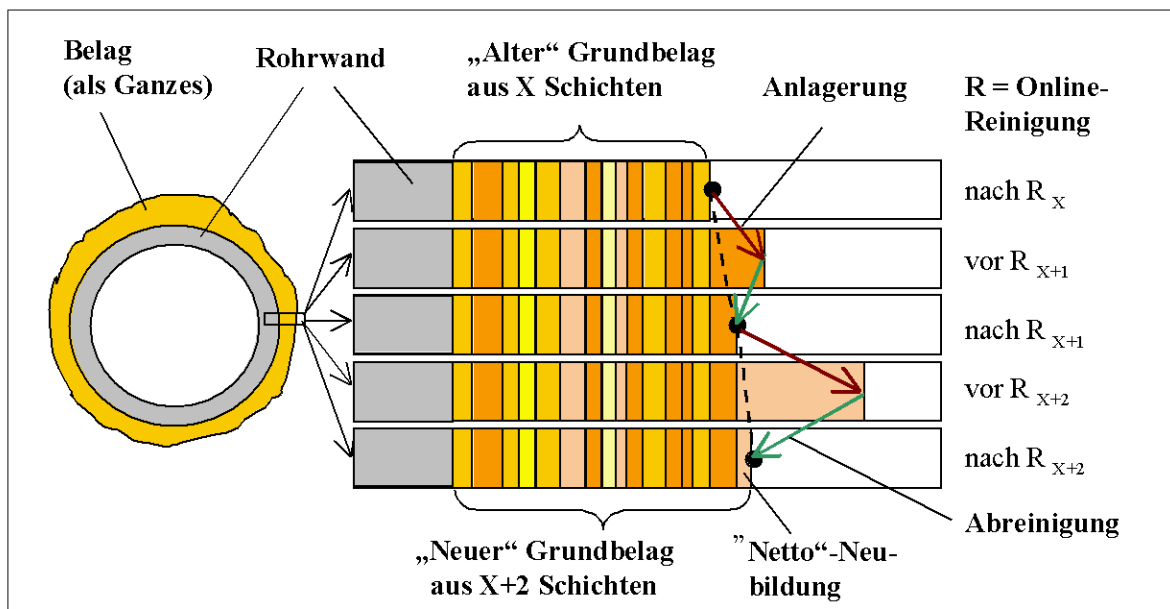 Belag
(als Ganzes)
Rohrwand
„Alter“ Grundbelag
aus X Schichten
Anlagerung
R = Online-
Reinigung
nach R X
vor R X+1
nach R X+1
vor R X+2
nach R X+2
Abreinigung
„Neuer“ Grundbelag
aus X+2 Schichten
”Netto“-Neu-
bildung